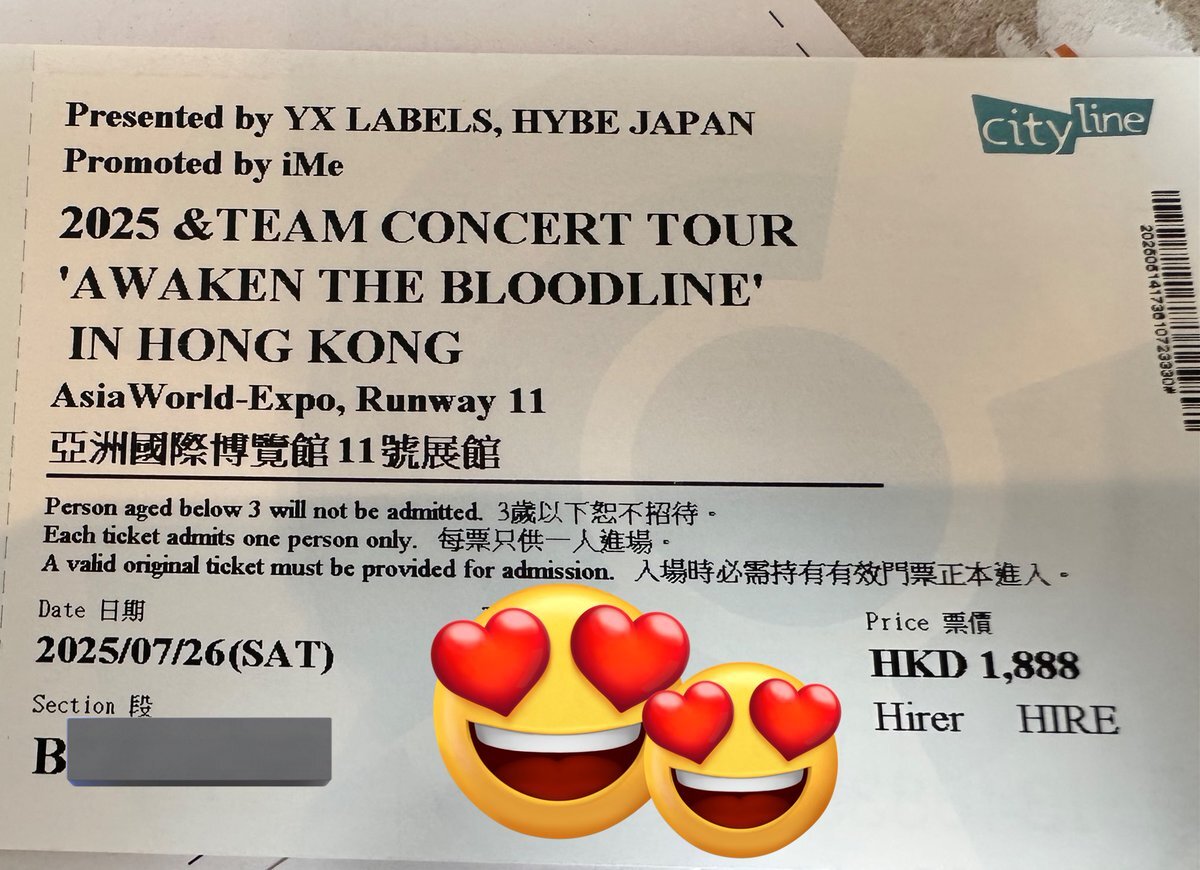 Presented by YX LABELS, HYBE JAPAN
Promoted by iMe
city line
2025 &TEAM CONCERT TOUR
'AWAKEN THE BLOODLINE'
IN HONG KONG
AsiaWorld-Expo, Runway 11
亞洲國際博覽館 11號展館
Person aged below 3 will not be admitted. 3歲以下恕不招待。
Each ticket admits one person only. 每票只供一人進場。
A valid original ticket must be provided for admission. 入場時必需持有有效門票正本進入。
Date 日期
2025/07/26(SAT)
Price 票價
HKD 1,888
Hirer HIRE
Section 段
B